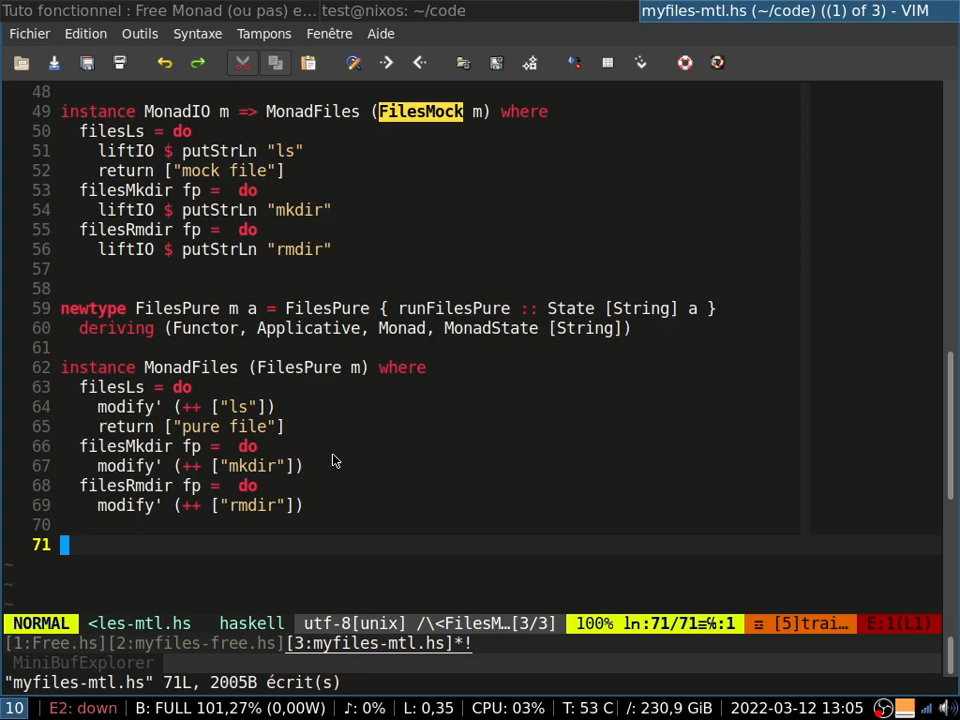 Tuto fonctionnel : Free Monad (ou pas) e... test@nixos: ~/code myfiles-mtl.hs (~/code) ((1) of 3) - VIM
Fichier Edition Outils Syntaxe Tampons Fenêtre Aide
48
49 instance MonadIO m => MonadFiles (FilesMock m) where
50   filesLs = do
51     liftIO $ putStrLn "ls"
52     return ["mock file"]
53   filesMkdir fp =  do
54     liftIO $ putStrLn "mkdir"
55   filesRmdir fp =  do
56     liftIO $ putStrLn "rmdir"
57
58
59 newtype FilesPure m a = FilesPure { runFilesPure :: State [String] a }
60   deriving (Functor, Applicative, Monad, MonadState [String])
61
62 instance MonadFiles (FilesPure m) where
63   filesLs = do
64     modify' (++ ["ls"])
65     return ["pure file"]
66   filesMkdir fp =  do
67     modify' (++ ["mkdir"])
68   filesRmdir fp =  do
69     modify' (++ ["rmdir"])
70
71
~
~
~
NORMAL <les-mtl.hs haskell utf-8[unix] /\<FilesM…[3/3] 100% ln:71/71≡℅:1 ≡ [5]trai… E:1(L1)
[1:Free.hs][2:myfiles-free.hs][3:myfiles-mtl.hs]*!
MiniBufExplorer
"myfiles-mtl.hs" 71L, 2005B écrit(s)
10 E2: down | B: FULL 101,27% (0,00W) | ♪: 0% | L: 0,35 | CPU: 03% | T: 53 C | /: 230,9 GiB | 2022-03-12 13:05